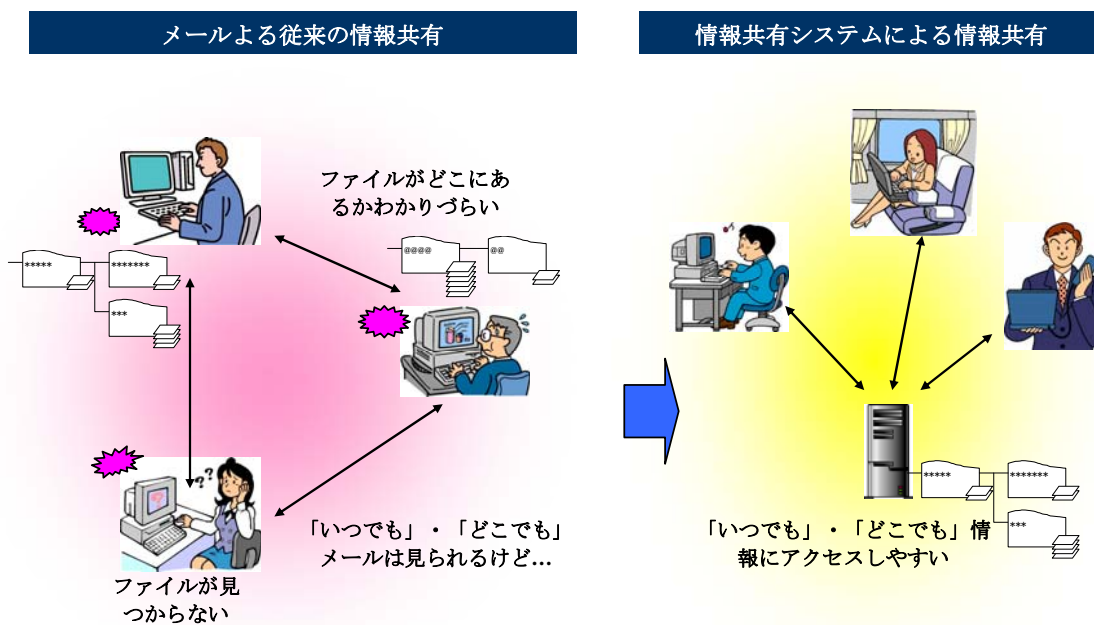 メールよる従来の情報共有
ファイルがどこにあ
るかわかりづらい
*****
*******
***
@@@@
@@
「いつでも」・「どこでも」
メールは見られるけど…
ファイルが見
つからない
情報共有システムによる情報共有
*****
*******
***
「いつでも」・「どこでも」情
報にアクセスしやすい